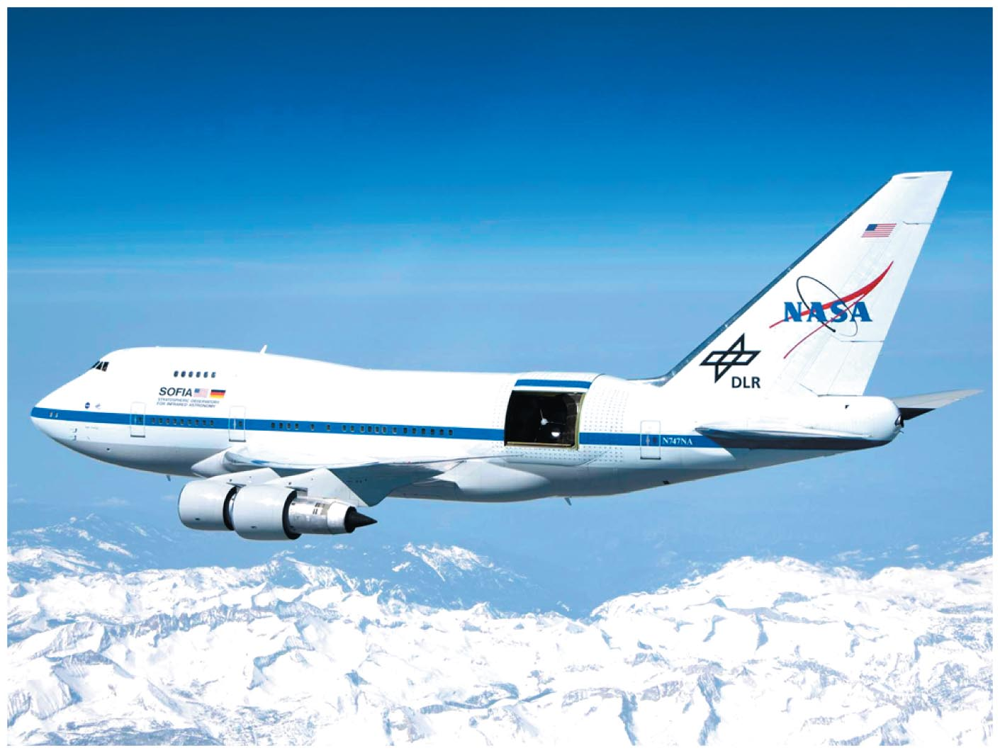 NASA
DLR
SOFIA
STRATOSPHERIC OBSERVATORY
FOR INFRARED ASTRONOMY
N747NA